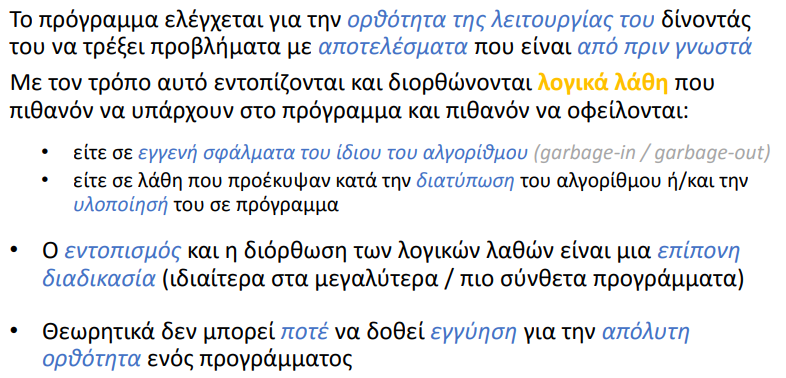 Το πρόγραμμα ελέγχεται για την ορθότητα της λειτουργίας του δίνοντάς
του να τρέξει προβλήματα με αποτελέσματα που είναι από πριν γνωστά
Με τον τρόπο αυτό εντοπίζονται και διορθώνονται λογικά λάθη που
πιθανόν να υπάρχουν στο πρόγραμμα και πιθανόν να οφείλονται:
• είτε σε εγγενή σφάλματα του ίδιου του αλγορίθμου (garbage-in / garbage-out)
• είτε σε λάθη που προέκυψαν κατά την διατύπωση του αλγορίθμου ή/και την
υλοποίησή του σε πρόγραμμα
• Ο εντοπισμός και η διόρθωση των λογικών λαθών είναι μια επίπονη
διαδικασία (ιδιαίτερα στα μεγαλύτερα / πιο σύνθετα προγράμματα)
• Θεωρητικά δεν μπορεί ποτέ να δοθεί εγγύηση για την απόλυτη
ορθότητα ενός προγράμματος